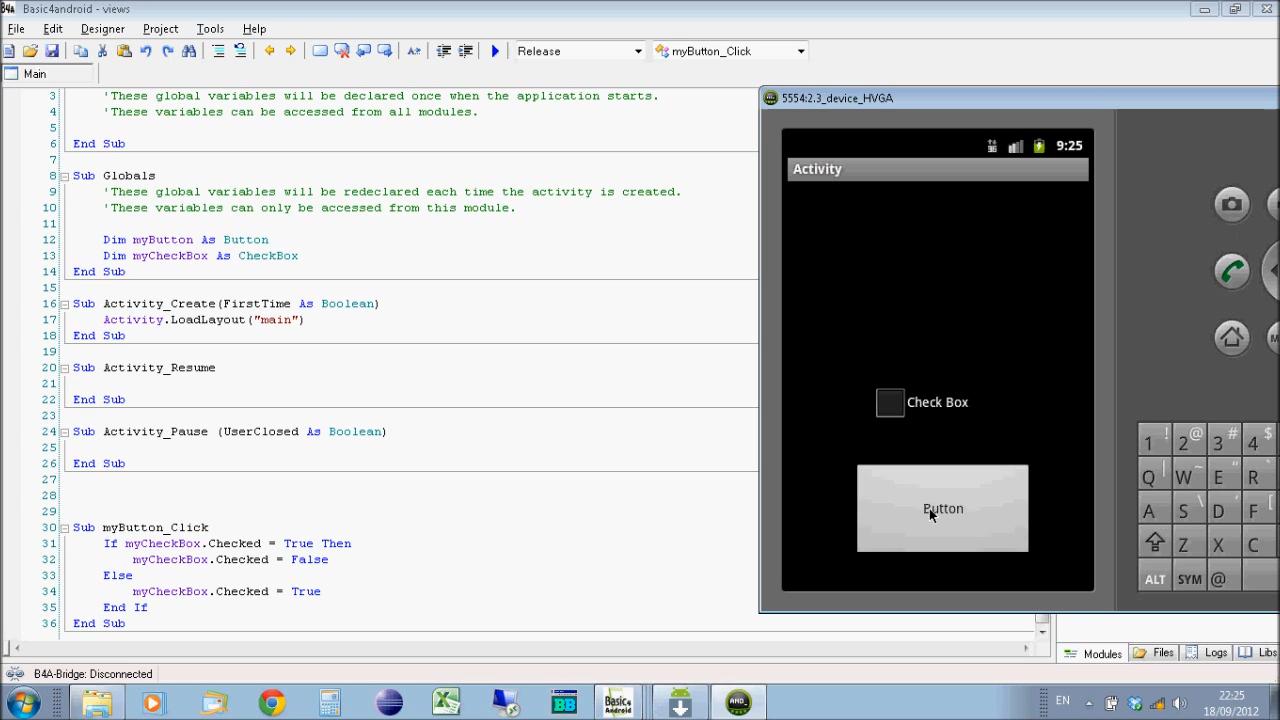 B4A Basic4android - views
File Edit Designer Project Tools Help
Release myButton_Click
Main
3 'These global variables will be declared once when the application starts.
4 'These variables can be accessed from all modules.
5
6 End Sub
7
8 Sub Globals
9 'These global variables will be redeclared each time the activity is created.
10 'These variables can only be accessed from this module.
11
12 Dim myButton As Button
13 Dim myCheckBox As CheckBox
14 End Sub
15
16 Sub Activity_Create(FirstTime As Boolean)
17 Activity.LoadLayout("main")
18 End Sub
19
20 Sub Activity_Resume
21
22 End Sub
23
24 Sub Activity_Pause (UserClosed As Boolean)
25
26 End Sub
27
28
29
30 Sub myButton_Click
31 If myCheckBox.Checked = True Then
32 myCheckBox.Checked = False
33 Else
34 myCheckBox.Checked = True
35 End If
36 End Sub
5554:2.3_device_HVGA
9:25
Activity
Check Box
Button
1 ! 2 @ 3 # 4 $
Q W ~ E " R
A S D F
Z X C
ALT SYM @
Modules Files Logs Libs
B4A-Bridge: Disconnected
BB Basic 4 Android AND_
EN 22:25
18/09/2012